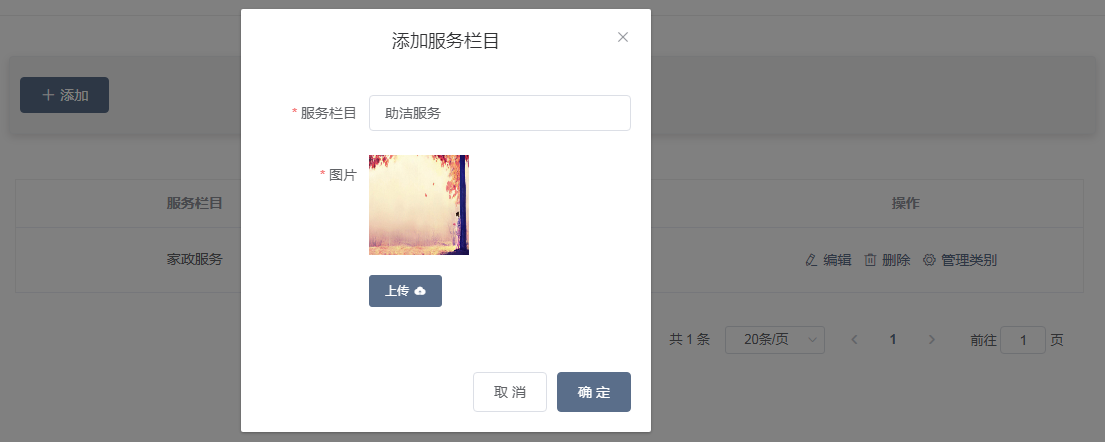 添加服务栏目
添加
* 服务栏目
助洁服务
* 图片
上传
取 消
确 定
服务栏目
操作
家政服务
编辑 删除 管理类别
共 1 条 20条/页 1 前往 1 页